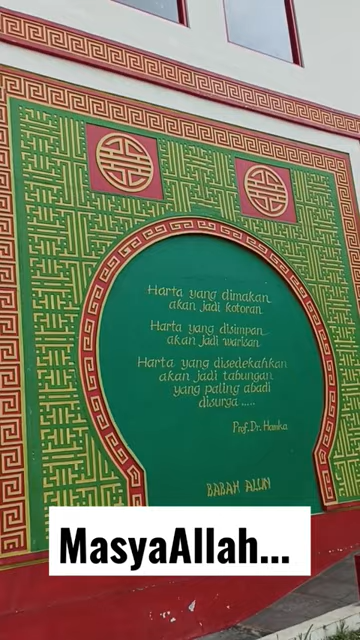 Harta yang dimakan
akan jadi kotoran
Harta yang disimpan...
akan jadi warisan
Harta yang disedekahkan
akan jadi tabungan
yang paling abadi
disurga .....
Prof. Dr. Hamka
BABAH ALUN
MasyaAllah...